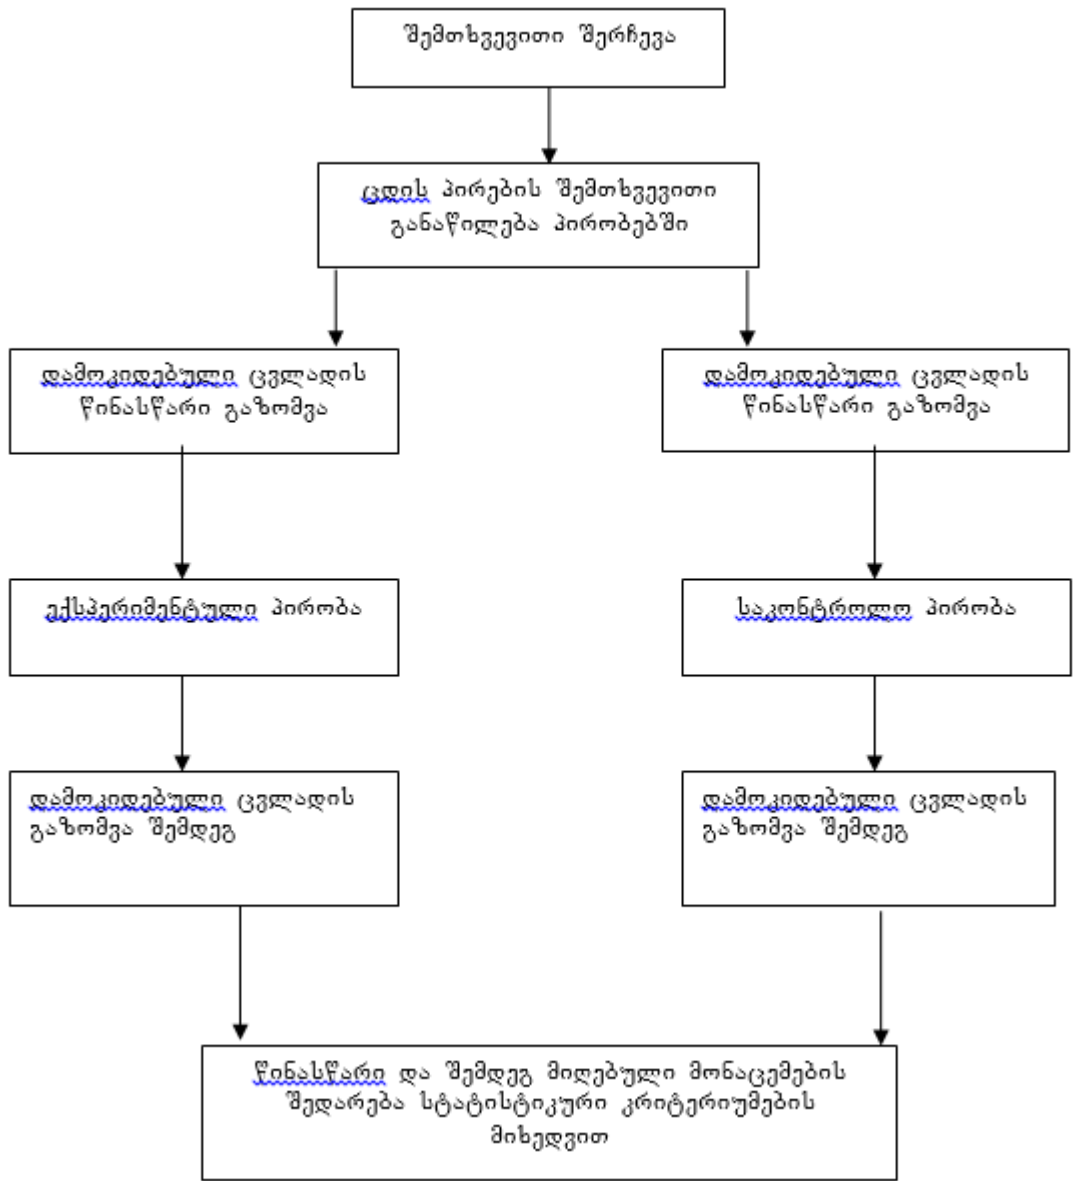 შემთხვევითი შერჩევა
ცდის პირების შემთხვევითი
განაწილება პირობებში
დამოკიდებული ცვლადის
წინასწარი გაზომვა
დამოკიდებული ცვლადის
წინასწარი გაზომვა
ექსპერიმენტული პირობა
საკონტროლო პირობა
დამოკიდებული ცვლადის
გაზომვა შემდეგ
დამოკიდებული ცვლადის
გაზომვა შემდეგ
წინასწარი და შემდეგ მიღებული მონაცემების
შედარება სტატისტიკური კრიტერიუმების
მიხედვით